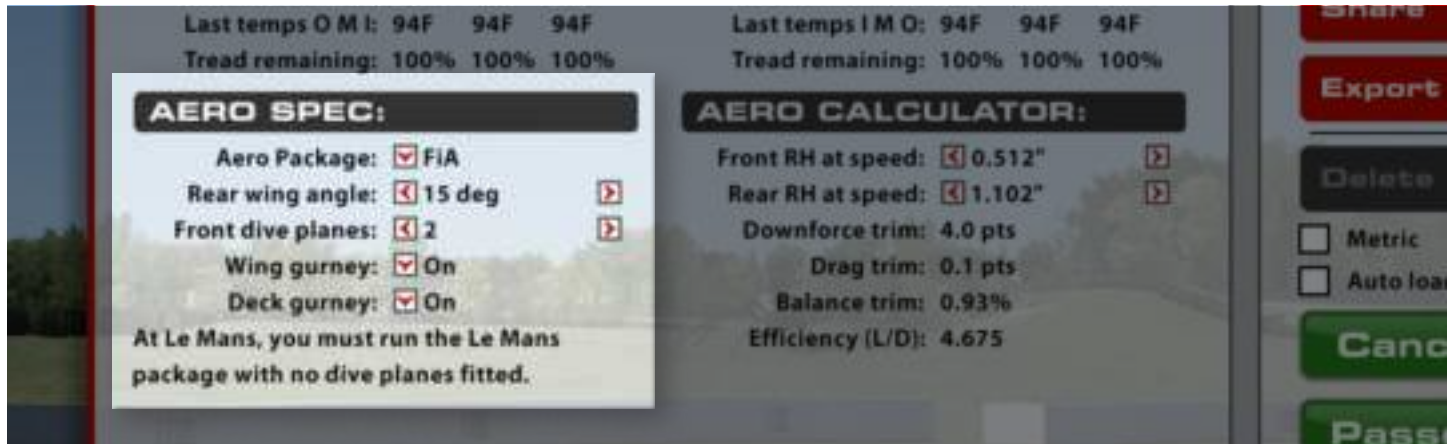 Last temps O M I: 94F 94F 94F
Tread remaining: 100% 100% 100%
Last temps I M O: 94F 94F 94F
Tread remaining: 100% 100% 100%
AERO SPEC:
Aero Package: FiA
Rear wing angle: 15 deg
Front dive planes: 2
Wing gurney: On
Deck gurney: On
At Le Mans, you must run the Le Mans
package with no dive planes fitted.
AERO CALCULATOR:
Front RH at speed: 0.512"
Rear RH at speed: 1.102"
Downforce trim: 4.0 pts
Drag trim: 0.1 pts
Balance trim: 0.93%
Efficiency (L/D): 4.675
Share
Export
Delete
Metric
Auto loa
Canc
Pass